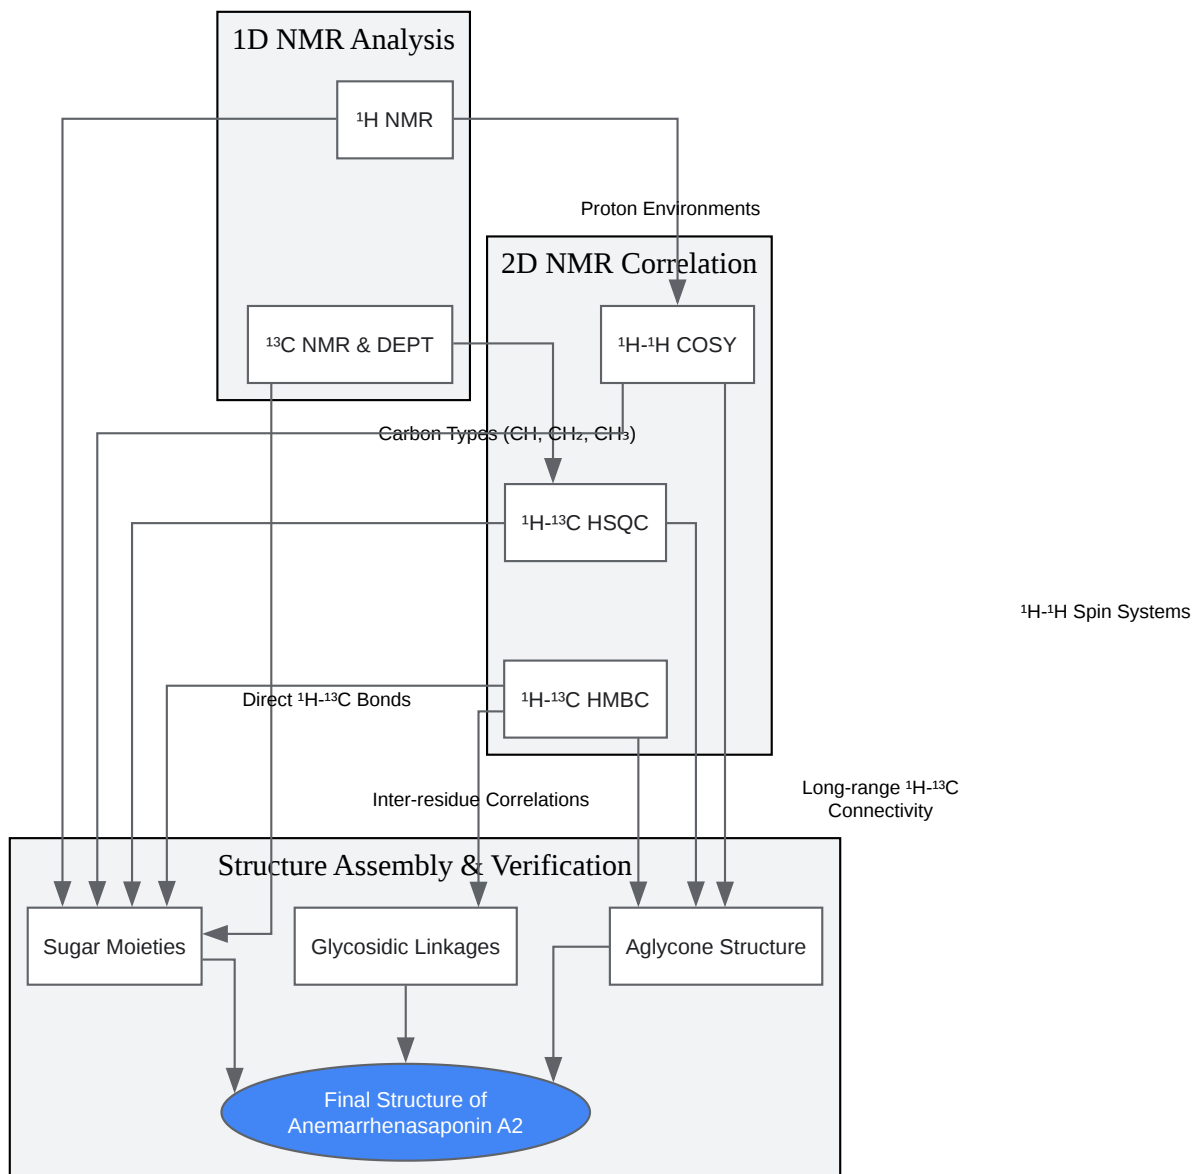 1D NMR Analysis
¹H NMR
Proton Environments
2D NMR Correlation
¹³C NMR & DEPT
¹H-¹H COSY
Carbon Types (CH, CH₂, CH₃)
¹H-¹³C HSQC
¹H-¹H Spin Systems
Direct ¹H-¹³C Bonds
¹H-¹³C HMBC
Inter-residue Correlations
Long-range ¹H-¹³C
Connectivity
Structure Assembly & Verification
Sugar Moieties
Glycosidic Linkages
Aglycone Structure
Final Structure of
Anemarrhenasaponin A2